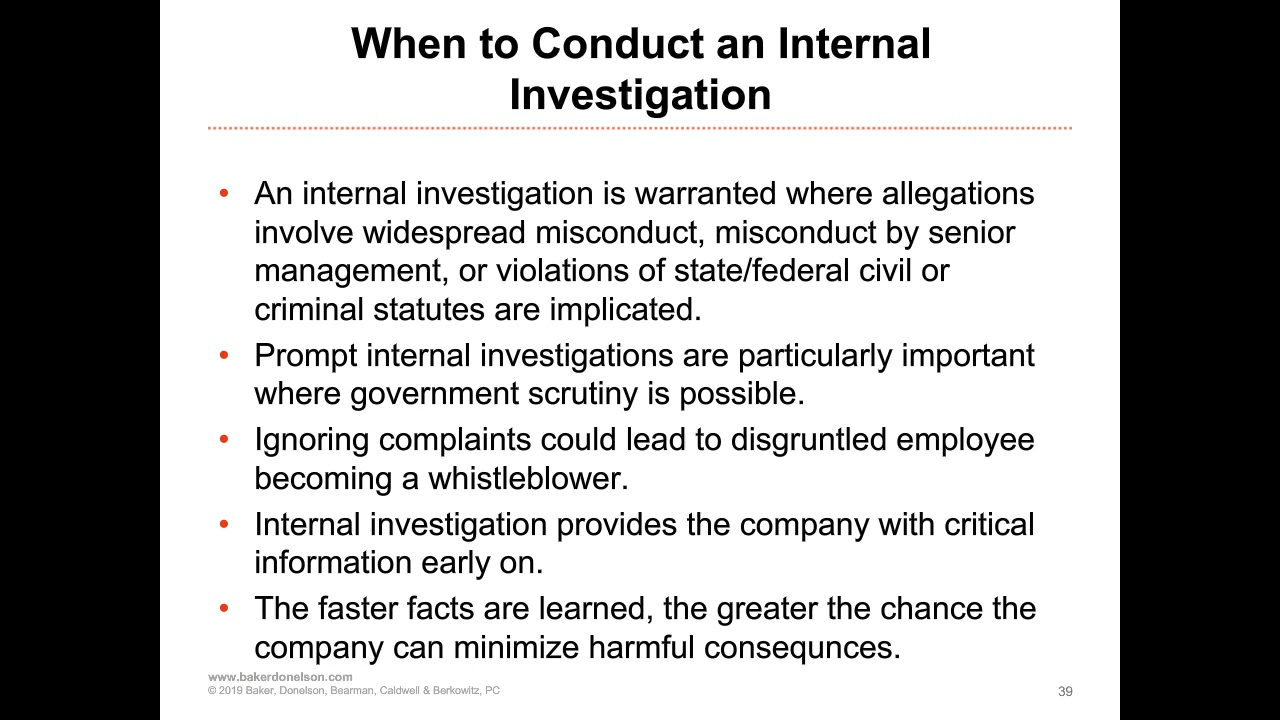 When to Conduct an Internal
Investigation
• An internal investigation is warranted where allegations
involve widespread misconduct, misconduct by senior
management, or violations of state/federal civil or
criminal statutes are implicated.
• Prompt internal investigations are particularly important
where government scrutiny is possible.
• Ignoring complaints could lead to disgruntled employee
becoming a whistleblower.
• Internal investigation provides the company with critical
information early on.
• The faster facts are learned, the greater the chance the
company can minimize harmful consequnces.
www.bakerdonelson.com
© 2019 Baker, Donelson, Bearman, Caldwell & Berkowitz, PC
39